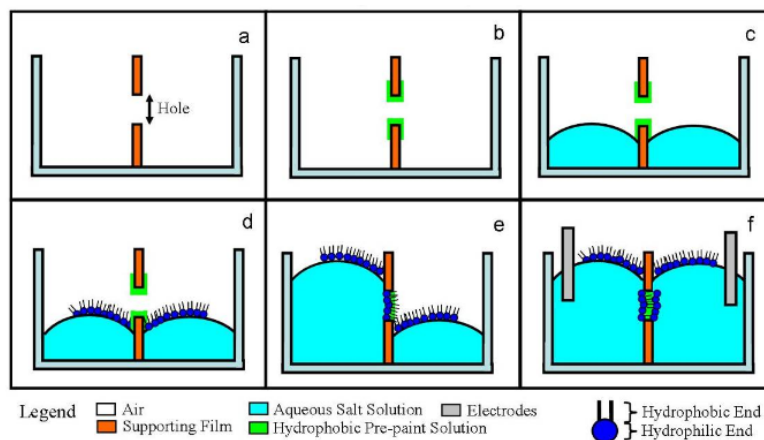 a
b
c
Hole
d
e
f
Legend
Air
Aqueous Salt Solution
Electrodes
Hydrophobic End
Supporting Film
Hydrophobic Pre-paint Solution
Hydrophilic End